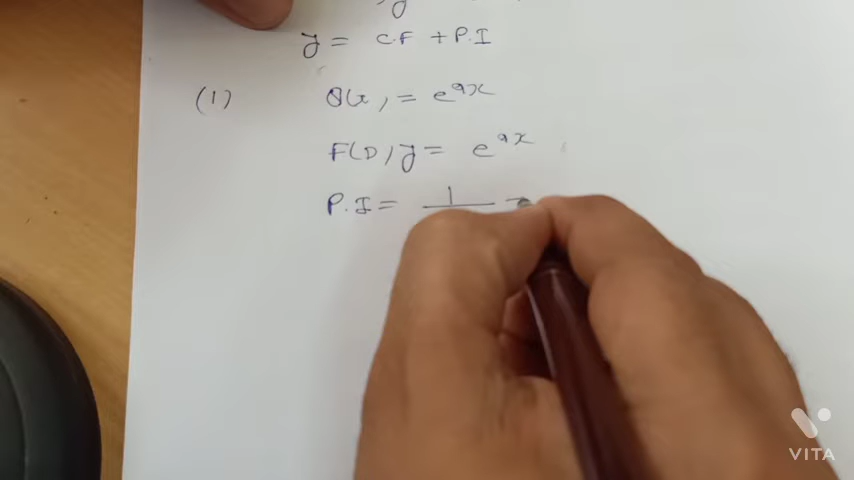 y = C.F + P.I
(1) Q(x) = e^ax
F(D)y = e^ax
P.I = 1
VITA